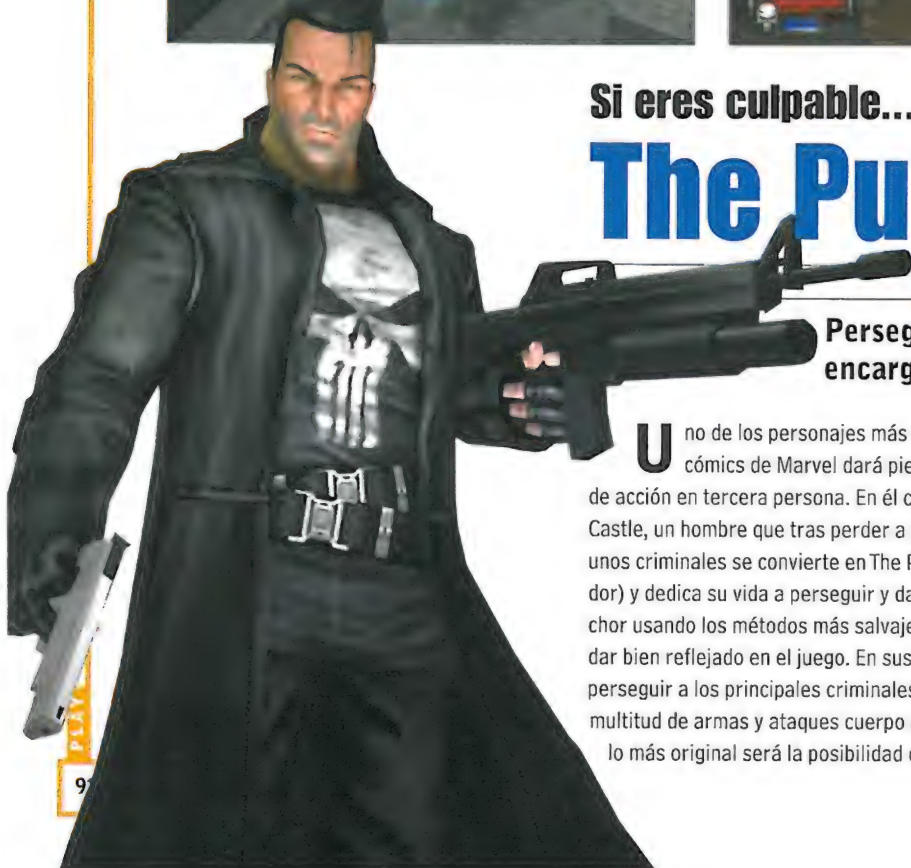 Si eres culpable...
The Pu
Perseg
encarg
Uno de los personajes más
cómics de Marvel dará pie
de acción en tercera persona. En él c
Castle, un hombre que tras perder a
unos criminales se convierte en The P
dor) y dedica su vida a perseguir y da
chor usando los métodos más salvaje
dar bien reflejado en el juego. En sus
perseguir a los principales criminales
multitud de armas y ataques cuerpo
lo más original será la posibilidad
PLAY
9